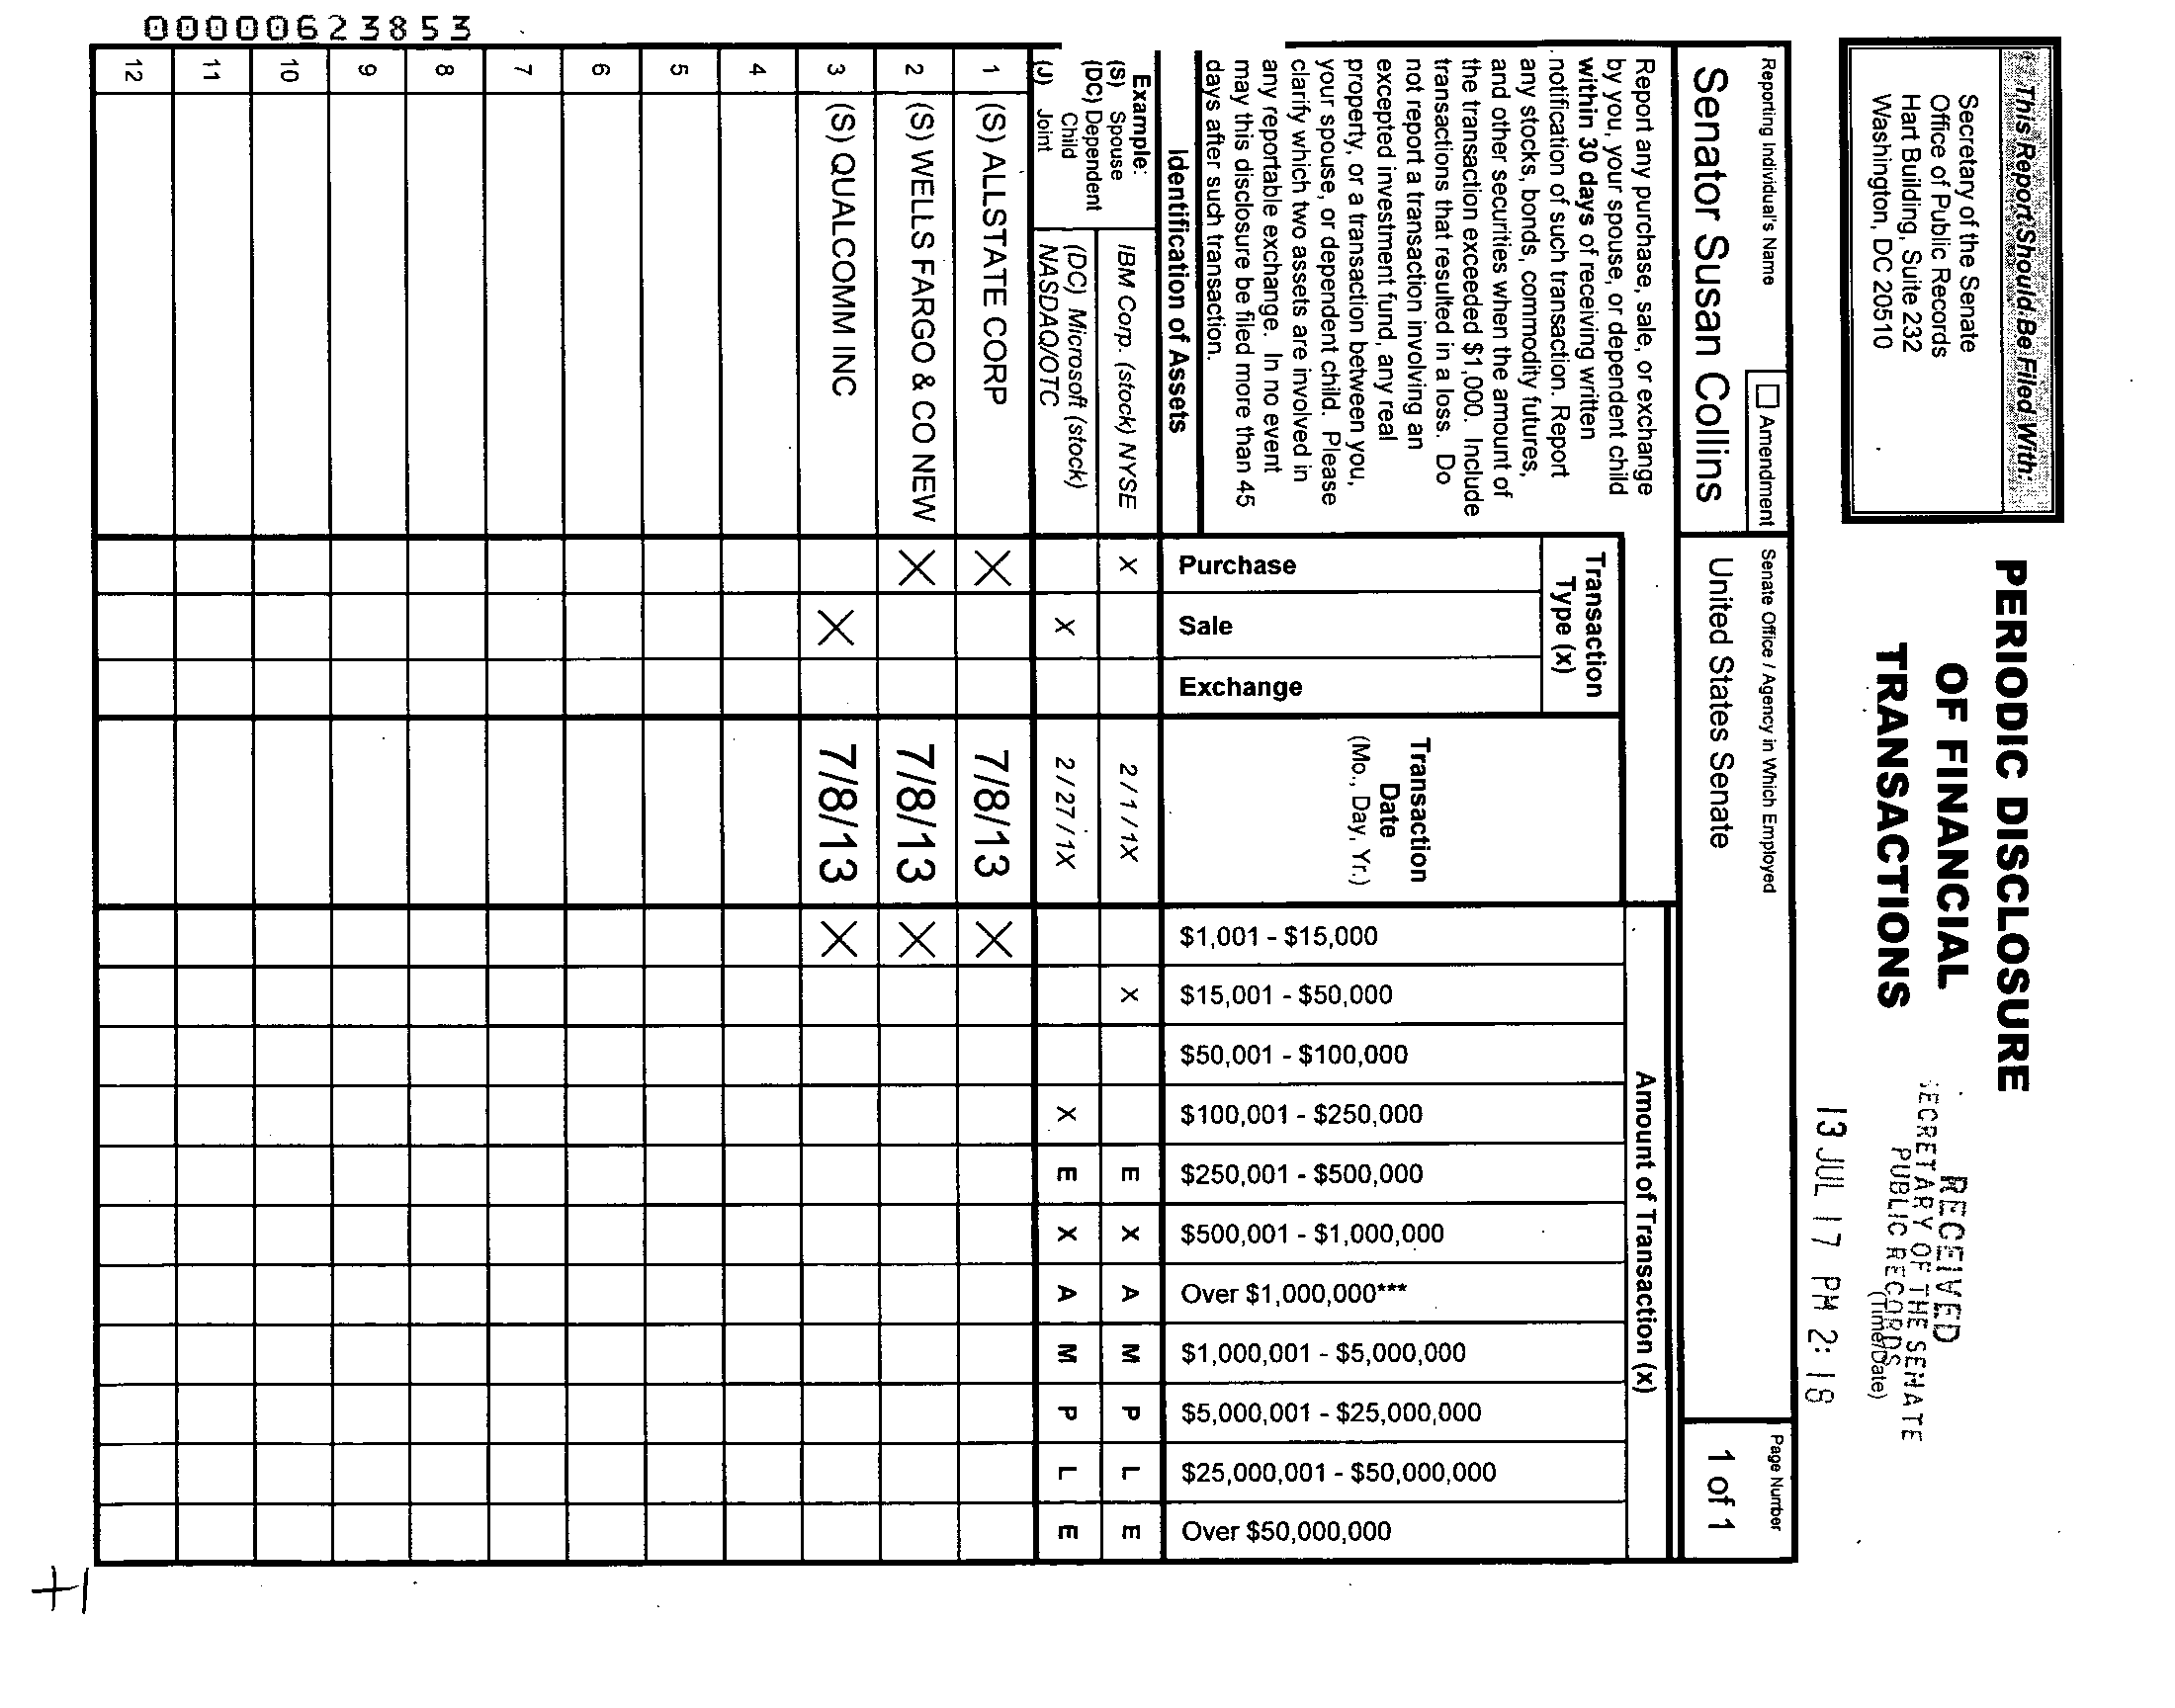 This Report Should Be Filed With:
Secretary of the Senate
Office of Public Records
Hart Building, Suite 232
Washington, DC 20510
PERIODIC DISCLOSURE
OF FINANCIAL
TRANSACTIONS
RECEIVED
SECRETARY OF THE SENATE
PUBLIC RECORDS
(Time/Date)
13 JUL 17 PM 2:18
Reporting Individual's Name
Amendment
Senate Office / Agency in Which Employed
Page Number
Senator Susan Collins
United States Senate
1 of 1
Report any purchase, sale, or exchange
by you, your spouse, or dependent child
within 30 days of receiving written
notification of such transaction. Report
any stocks, bonds, commodity futures,
and other securities when the amount of
the transaction exceeded $1,000. Include
transactions that resulted in a loss. Do
not report a transaction involving an
excepted investment fund, any real
property, or a transaction between you,
your spouse, or dependent child. Please
clarify which two assets are involved in
any reportable exchange. In no event
may this disclosure be filed more than 45
days after such transaction.
Identification of Assets
Transaction
Type (x)
Purchase
Sale
Exchange
Transaction
Date
(Mo., Day, Yr.)
Amount of Transaction (x)
$1,001 - $15,000
$15,001 - $50,000
$50,001 - $100,000
$100,001 - $250,000
$250,001 - $500,000
$500,001 - $1,000,000
Over $1,000,000***
$1,000,001 - $5,000,000
$5,000,001 - $25,000,000
$25,000,001 - $50,000,000
Over $50,000,000
Example:
(S) Spouse
(DC) Dependent
Child
(J) Joint
IBM Corp. (stock) NYSE X 2 / 1 / 1X X E X A M P L E
(DC) Microsoft (stock)
NASDAQ/OTC X 2 / 27 / 1X X E X A M P L E
1 (S) ALLSTATE CORP X 7/8/13 X
2 (S) WELLS FARGO & CO NEW X 7/8/13 X
3 (S) QUALCOMM INC X 7/8/13 X
4
5
6
7
8
9
10
11
12
00000623853